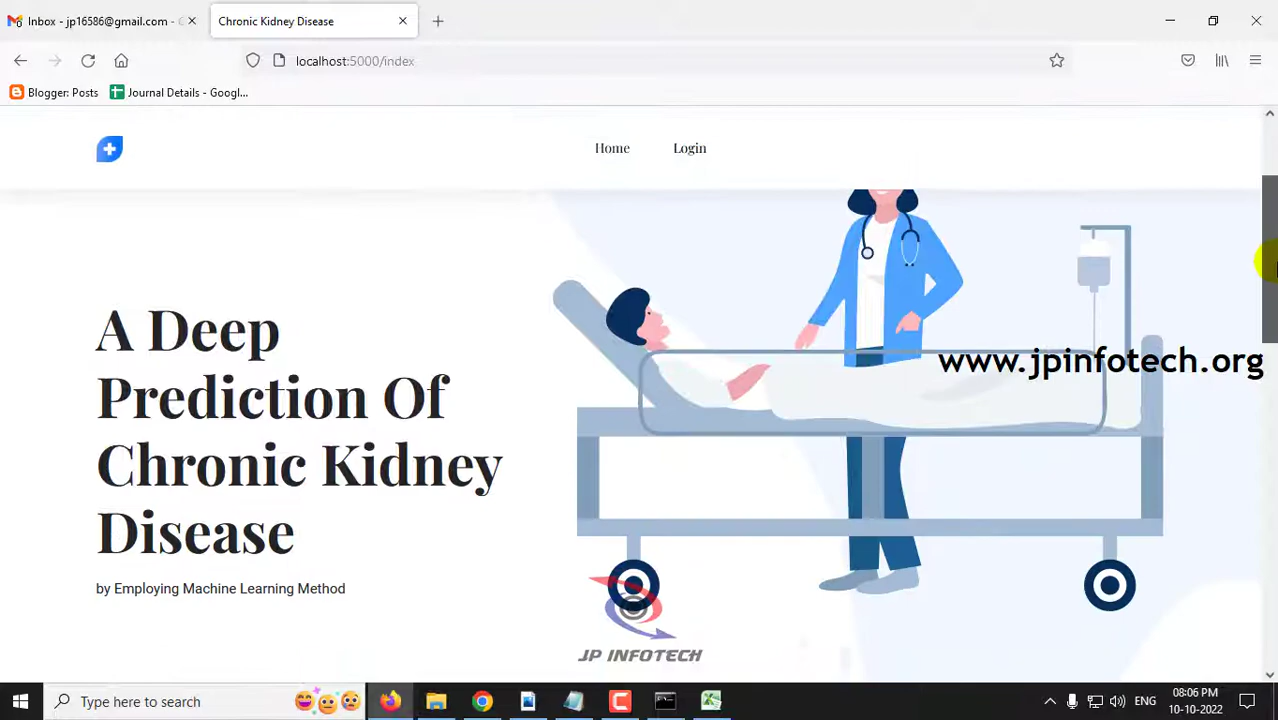 Inbox - jp16586@gmail.com - G
Chronic Kidney Disease
localhost:5000/index
Blogger: Posts
Journal Details - Googl...
Home
Login
A Deep
Prediction Of
Chronic Kidney
Disease
by Employing Machine Learning Method
www.jpinfotech.org
JP INFOTECH
Type here to search
ENG
08:06 PM
10-10-2022